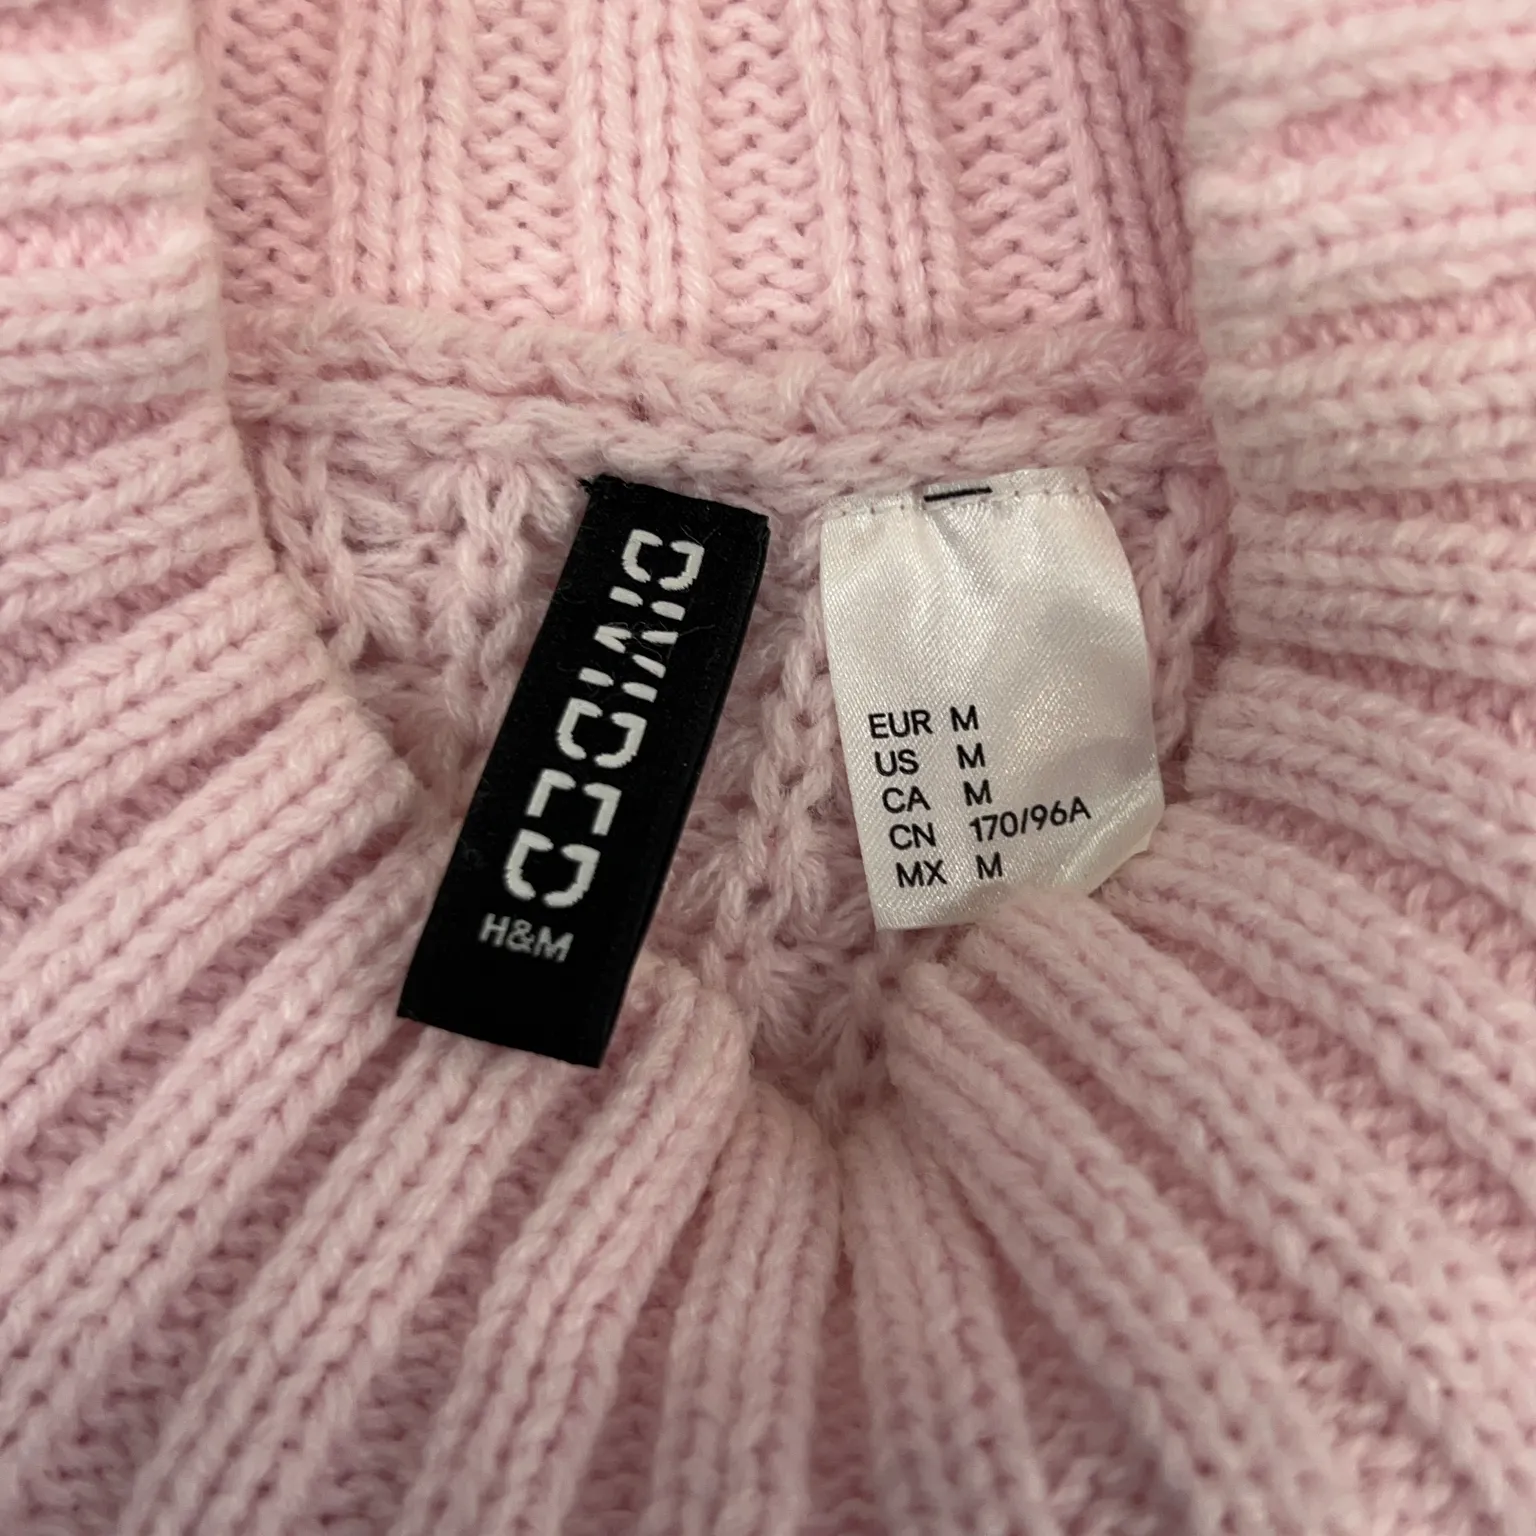 DIVIDED
H&M
EUR M
US M
CA M
CN 170/96A
MX M